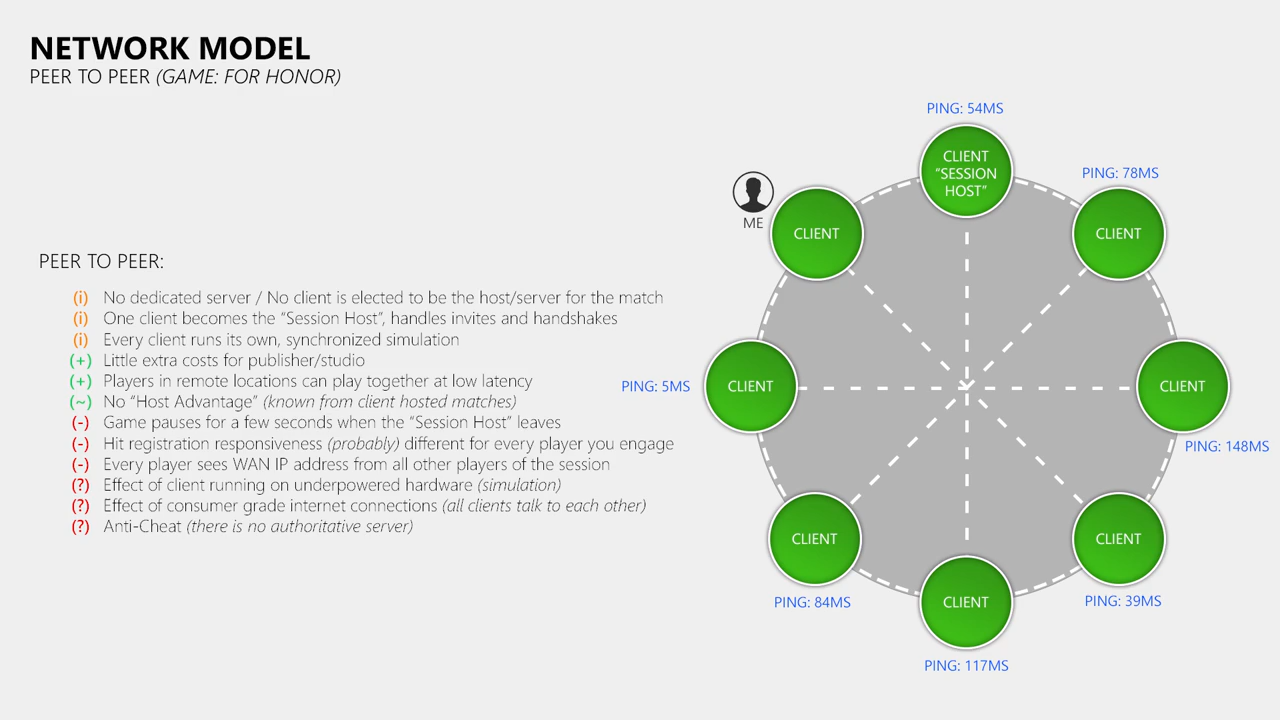 NETWORK MODEL
PEER TO PEER (GAME: FOR HONOR)
PEER TO PEER:
(i) No dedicated server / No client is elected to be the host/server for the match
(i) One client becomes the “Session Host”, handles invites and handshakes
(i) Every client runs its own, synchronized simulation
(+) Little extra costs for publisher/studio
(+) Players in remote locations can play together at low latency
(~) No “Host Advantage” (known from client hosted matches)
(-) Game pauses for a few seconds when the “Session Host” leaves
(-) Hit registration responsiveness (probably) different for every player you engage
(-) Every player sees WAN IP address from all other players of the session
(?) Effect of client running on underpowered hardware (simulation)
(?) Effect of consumer grade internet connections (all clients talk to each other)
(?) Anti-Cheat (there is no authoritative server)
PING: 54MS
CLIENT
“SESSION
HOST”
PING: 78MS
CLIENT
ME
CLIENT
PING: 5MS
CLIENT
CLIENT
PING: 148MS
CLIENT
PING: 84MS
CLIENT
PING: 39MS
CLIENT
PING: 117MS